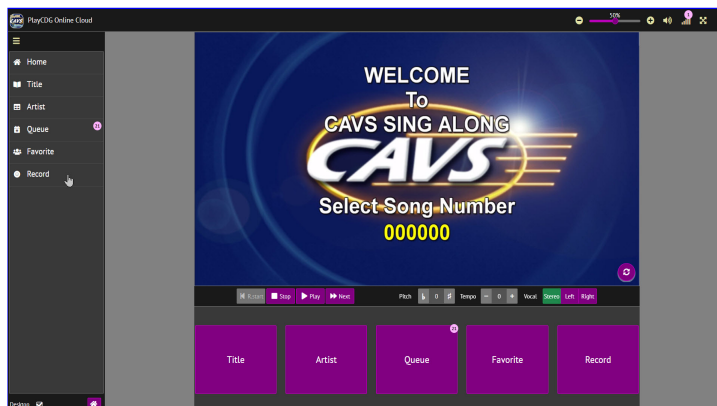 PlayCDG Online Cloud
50%
1
Home
Title
Artist
Queue
Favorite
Record
WELCOME
To
CAVS SING ALONG
CAVS
Select Song Number
000000
Restart Stop Play Next Pitch 0 Tempo 0 Vocal Stereo Left Right
Title Artist Queue Favorite Record
Desktop